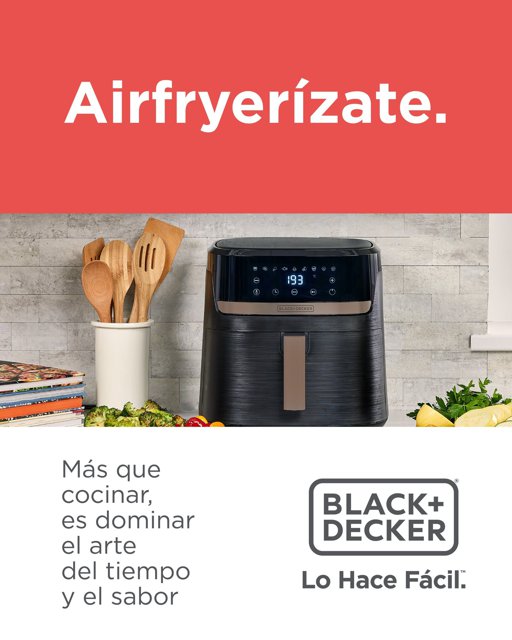 Airfryerízate.
193
BLACK+DECKER
Más que
cocinar,
es dominar
el arte
del tiempo
y el sabor
BLACK+
DECKER®
Lo Hace Fácil.™